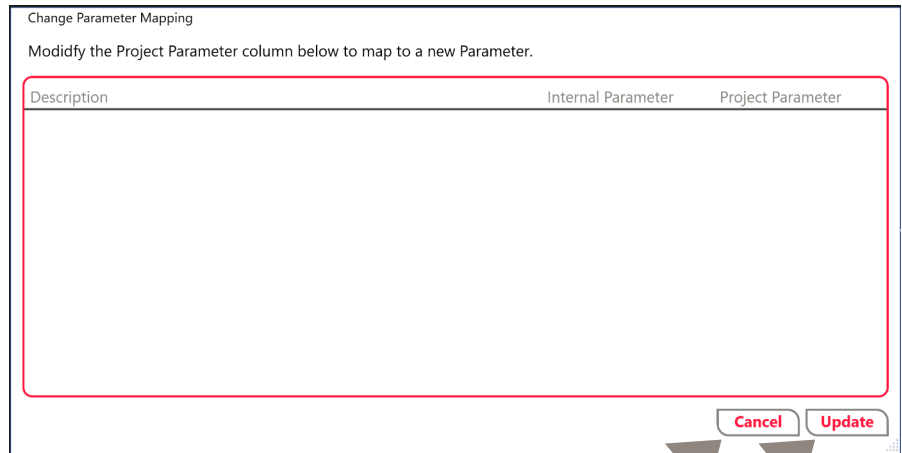 Change Parameter Mapping
Modidfy the Project Parameter column below to map to a new Parameter.
Description Internal Parameter Project Parameter
Cancel Update